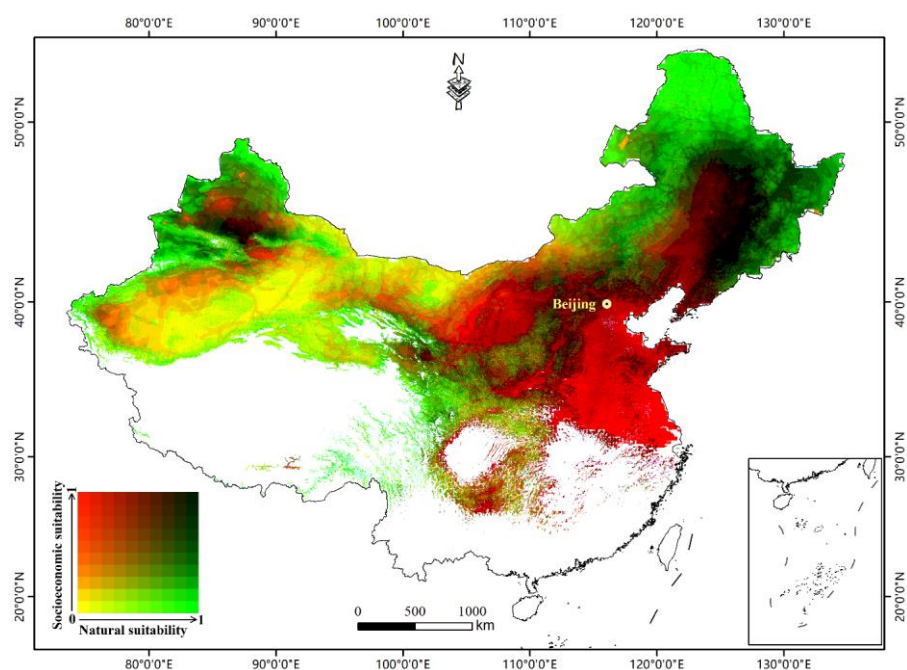 80°0'0"E 90°0'0"E 100°0'0"E 110°0'0"E 120°0'0"E 130°0'0"E
N
50°0'0"N 50°0'0"N
40°0'0"N 40°0'0"N
Beijing
30°0'0"N 30°0'0"N
20°0'0"N 20°0'0"N
Socioeconomic suitability
1
0
Natural suitability
1
0 500 1000
km
80°0'0"E 90°0'0"E 100°0'0"E 110°0'0"E 120°0'0"E 130°0'0"E